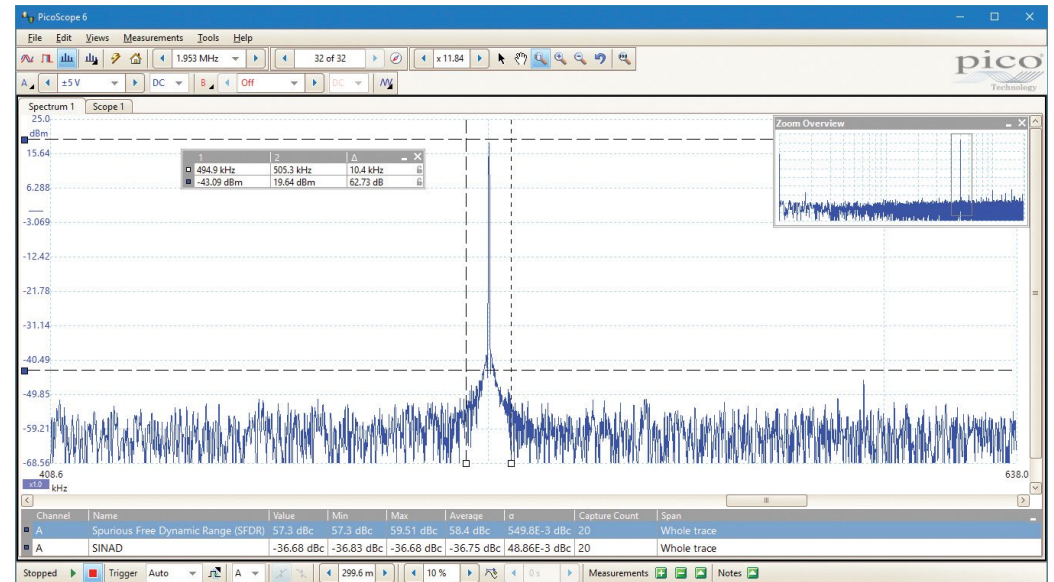 PicoScope 6
File Edit Views Measurements Tools Help
1.953 MHz 32 of 32 x 11.84
pico
Technology
A ±5 V DC B Off DC
Spectrum 1 Scope 1
25.0
dBm
Zoom Overview
15.64
1 2 Δ
494.9 kHz 505.3 kHz 10.4 kHz
-43.09 dBm 19.64 dBm 62.73 dB
6.288
-3.069
-12.42
-21.78
-31.14
-40.49
-49.85
-59.21
-68.56
408.6 638.0
x1.0 kHz
Channel Name Value Min Max Average σ Capture Count Span
A Spurious Free Dynamic Range (SFDR) 57.3 dBc 57.3 dBc 59.51 dBc 58.4 dBc 549.8E-3 dBc 20 Whole trace
A SINAD -36.68 dBc -36.83 dBc -36.68 dBc -36.75 dBc 48.86E-3 dBc 20 Whole trace
Stopped Trigger Auto A 299.6 m 10 % 0 s Measurements Notes